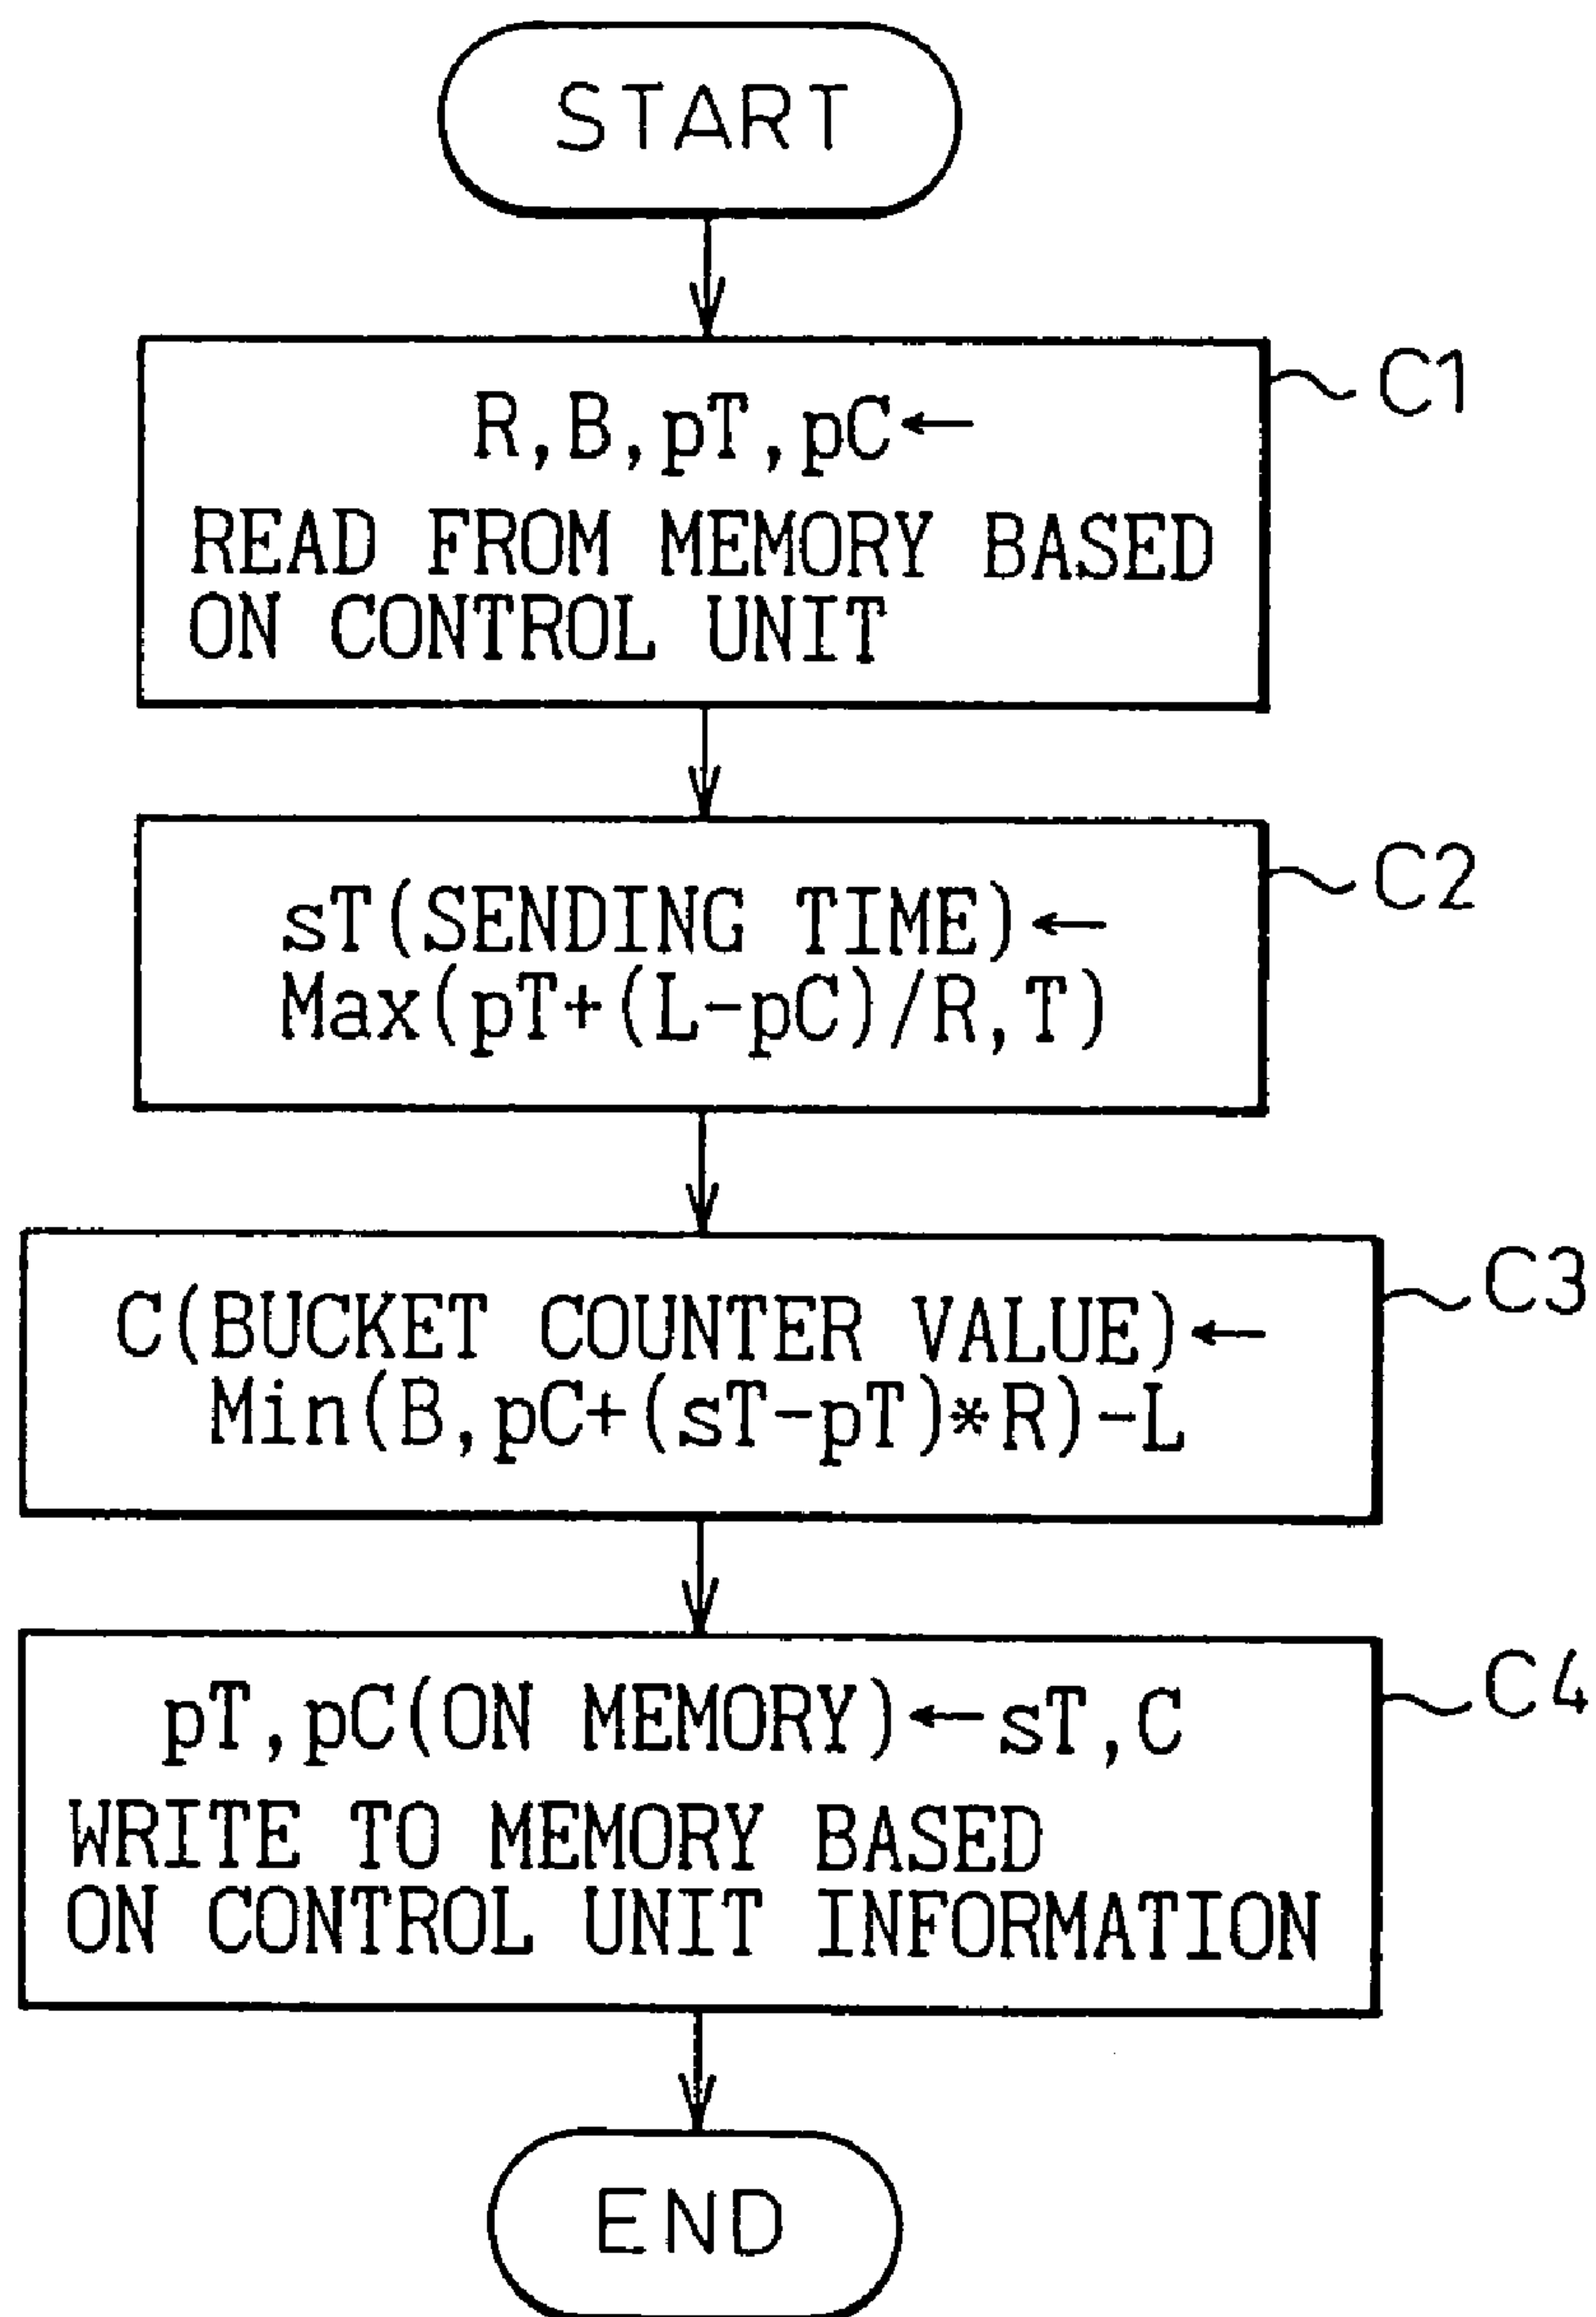 START
R,B,pT,pC←
READ FROM MEMORY BASED
ON CONTROL UNIT
C1
sT(SENDING TIME)←
Max(pT+(L-pC)/R,T)
C2
C(BUCKET COUNTER VALUE)←
Min(B,pC+(sT-pT)*R)-L
C3
pT,pC(ON MEMORY)←sT,C
WRITE TO MEMORY BASED
ON CONTROL UNIT INFORMATION
C4
END